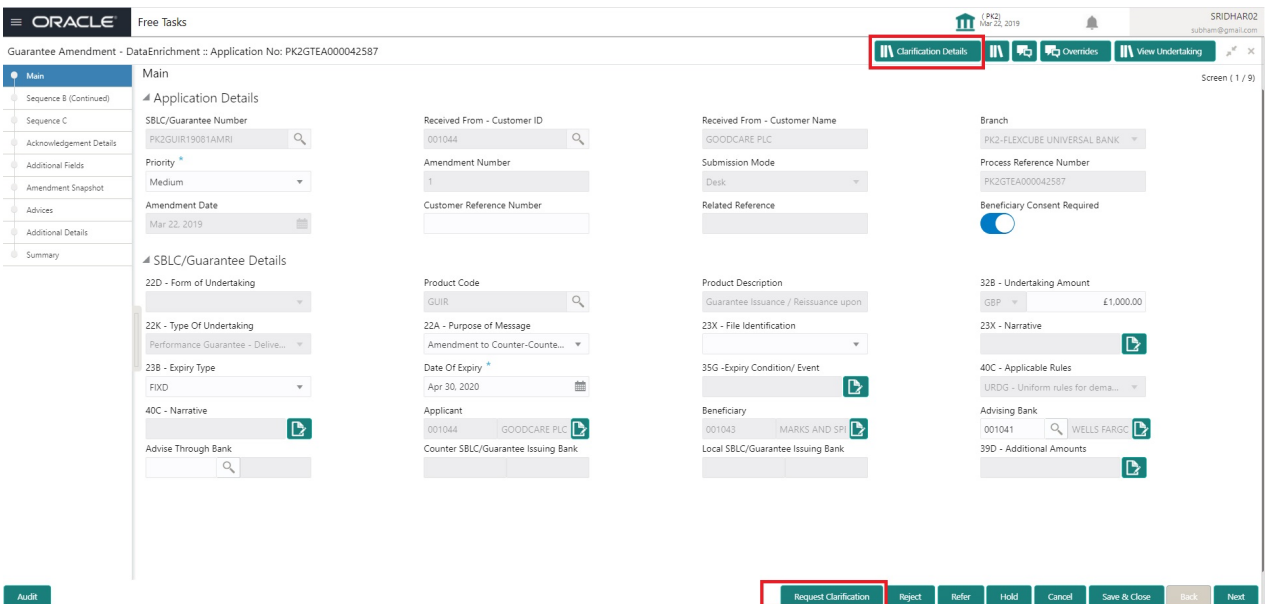 ORACLE
Free Tasks
( PK2)
Mar 22, 2019
SRIDHAR02
subham@gmail.com
Guarantee Amendment - DataEnrichment :: Application No: PK2GTEA000042587
Clarification Details
Overrides
View Undertaking
Main
Sequence B (Continued)
Sequence C
Acknowledgement Details
Additional Fields
Amendment Snapshot
Advices
Additional Details
Summary
Main
Screen ( 1 / 9)
Application Details
SBLC/Guarantee Number Received From - Customer ID Received From - Customer Name Branch
PK2GUIR19081AMRI 001044 GOODCARE PLC PK2-FLEXCUBE UNIVERSAL BANK
Priority * Amendment Number Submission Mode Process Reference Number
Medium 1 Desk PK2GTEA000042587
Amendment Date Customer Reference Number Related Reference Beneficiary Consent Required
Mar 22, 2019
SBLC/Guarantee Details
22D - Form of Undertaking Product Code Product Description 32B - Undertaking Amount
GUIR Guarantee Issuance / Reissuance upon GBP £1,000.00
22K - Type Of Undertaking 22A - Purpose of Message 23X - File Identification 23X - Narrative
Performance Guarantee - Delive... Amendment to Counter-Counte...
23B - Expiry Type Date Of Expiry * 35G -Expiry Condition/ Event 40C - Applicable Rules
FIXD Apr 30, 2020 URDG - Uniform rules for dema...
40C - Narrative Applicant Beneficiary Advising Bank
001044 GOODCARE PLC 001043 MARKS AND SPI 001041 WELLS FARGC
Advise Through Bank Counter SBLC/Guarantee Issuing Bank Local SBLC/Guarantee Issuing Bank 39D - Additional Amounts
Audit Request Clarification Reject Refer Hold Cancel Save & Close Back Next